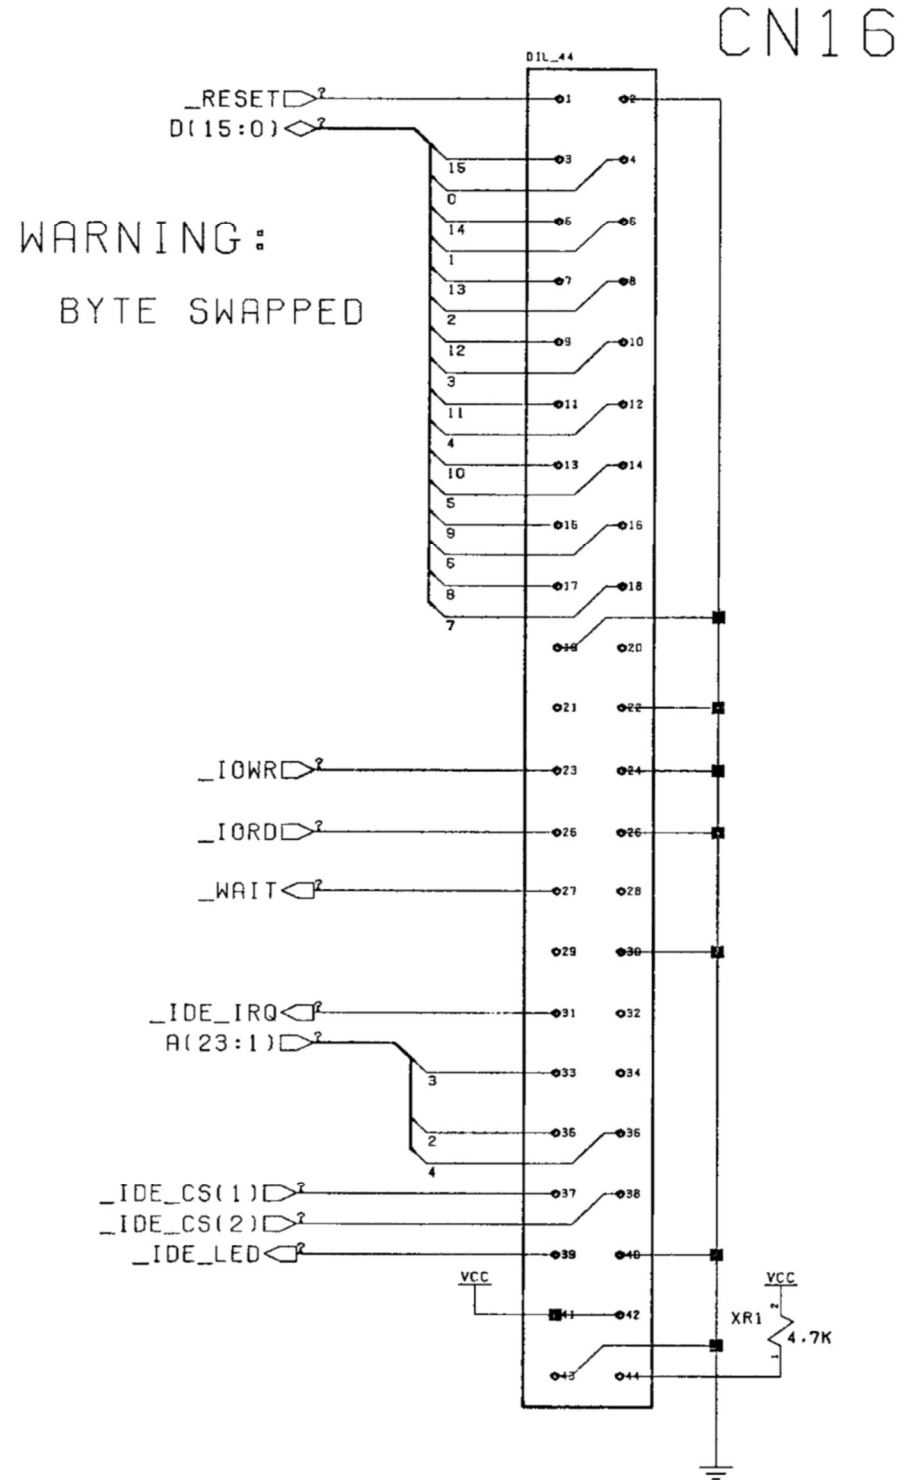 CN16
DIL_44
_RESET ? 1 2
D(15:0) ?
15 3 4
0
14 5 6
1
13 7 8
2
12 9 10
3
11 11 12
4
10 13 14
5
9 15 16
6
8 17 18
7
WARNING:
BYTE SWAPPED
19 20
21 22
_IOWR ? 23 24
_IORD ? 25 26
_WAIT ? 27 28
29 30
_IDE_IRQ ? 31 32
A(23:1) ?
3 33 34
2 35 36
4
_IDE_CS(1) ? 37 38
_IDE_CS(2) ?
_IDE_LED ? 39 40
VCC 41 42
43 44
VCC
2
XR1
4.7K
1